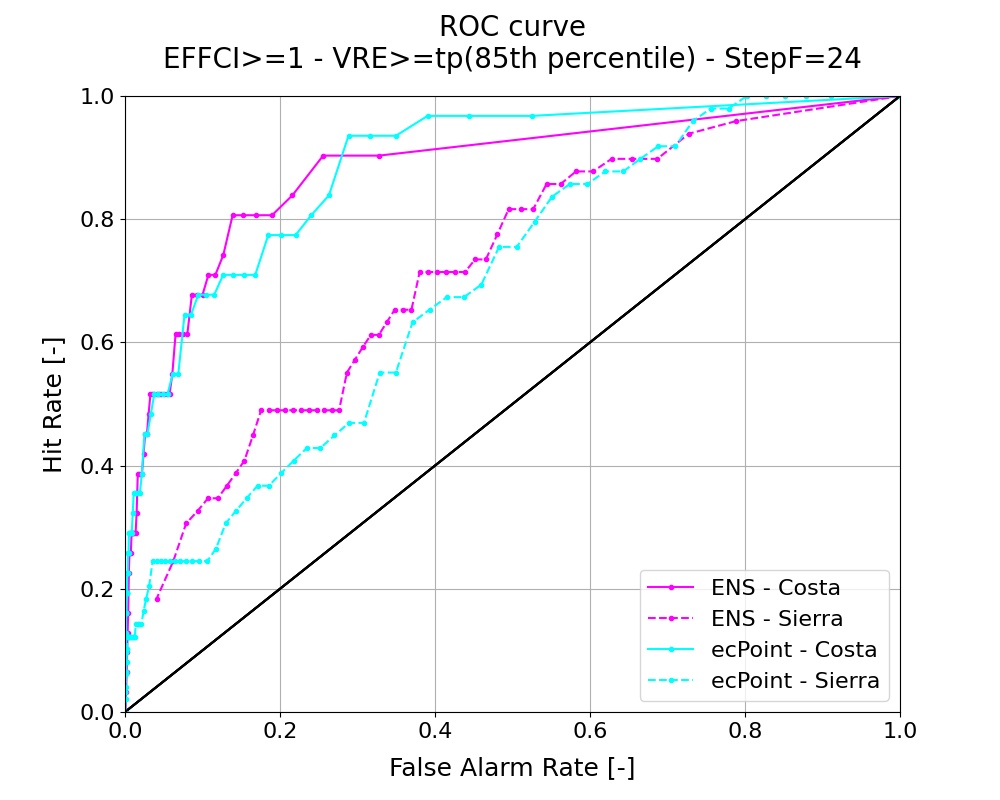 ROC curve
EFFCI>=1 - VRE>=tp(85th percentile) - StepF=24
1.0
0.8
0.6
0.4
0.2
0.0
Hit Rate [-]
0.0 0.2 0.4 0.6 0.8 1.0
False Alarm Rate [-]
ENS - Costa
ENS - Sierra
ecPoint - Costa
ecPoint - Sierra